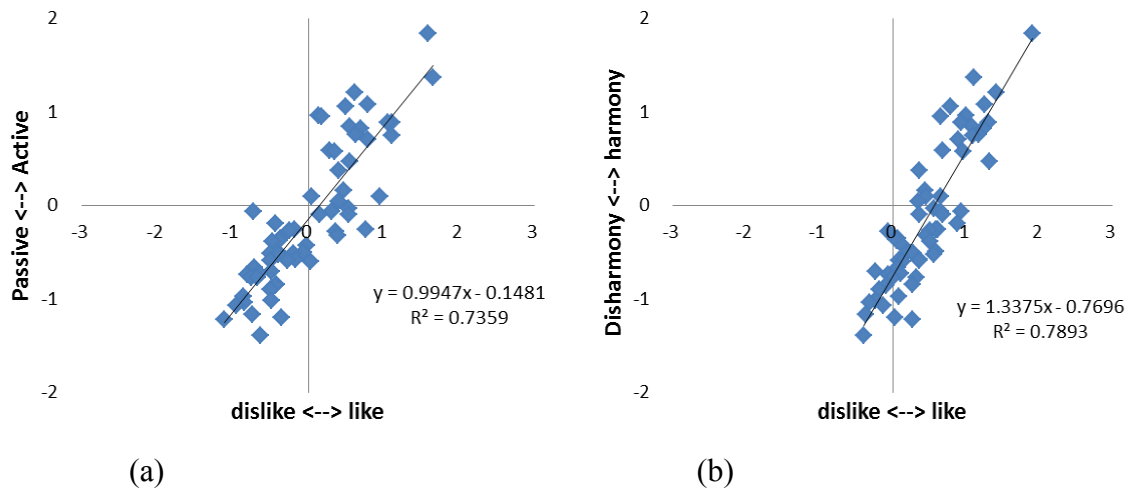 2
1
0
-1
-2
-3
-2
-1
0
1
2
3
Passive <--> Active
dislike <--> like
y = 0.9947x - 0.1481
R² = 0.7359
(a)
2
1
0
-1
-2
-3
-2
-1
0
1
2
3
Disharmony <--> harmony
dislike <--> like
y = 1.3375x - 0.7696
R² = 0.7893
(b)